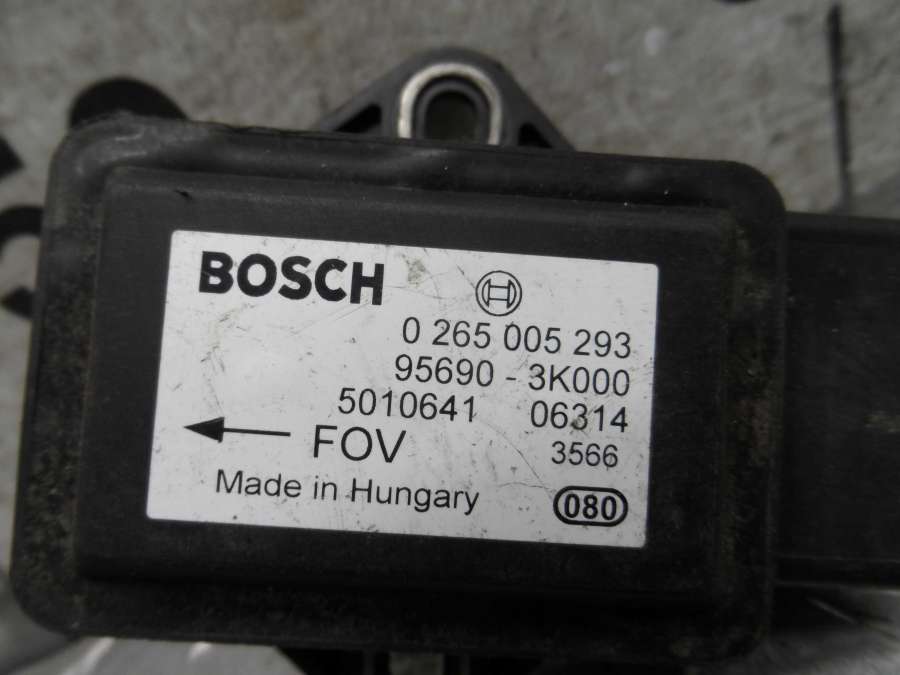 BOSCH
0 265 005 293
95690 - 3K000
5010641 06314
FOV 3566
Made in Hungary 080